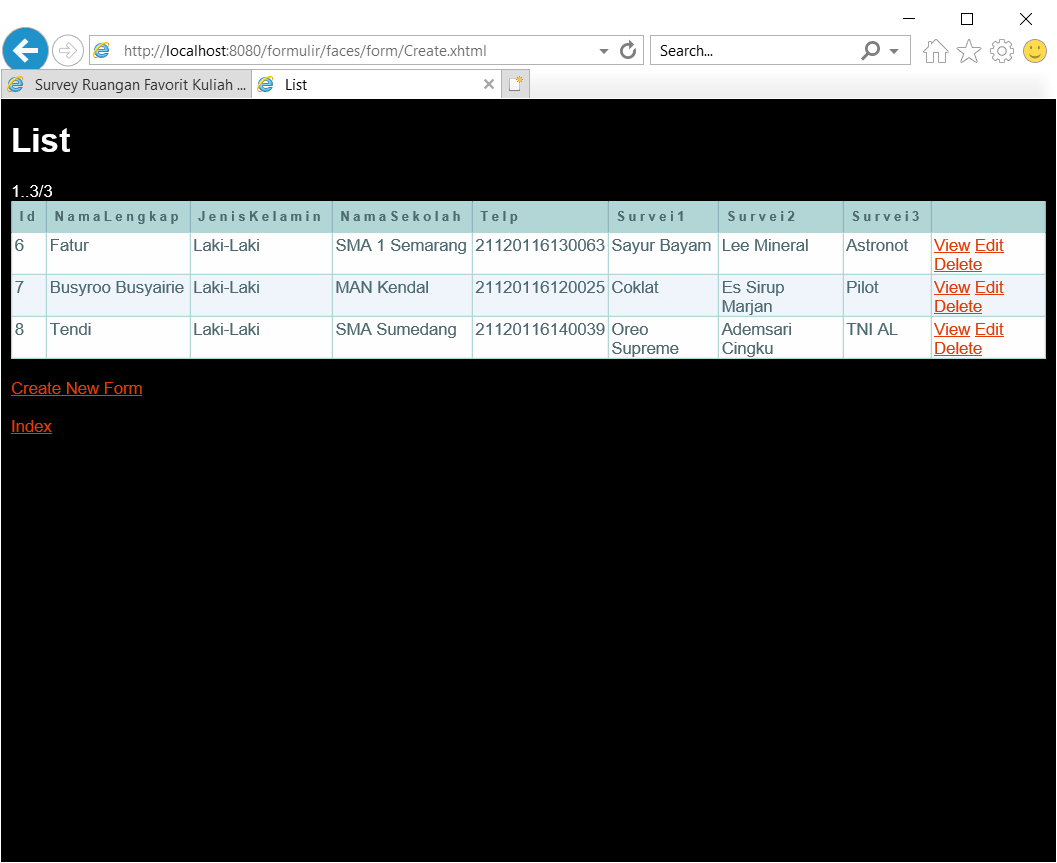 http://localhost:8080/formulir/faces/form/Create.xhtml
Search...
Survey Ruangan Favorit Kuliah ...
List
List
1..3/3
Id NamaLengkap JenisKelamin NamaSekolah Telp Survei1 Survei2 Survei3
6 Fatur Laki-Laki SMA 1 Semarang 21120116130063 Sayur Bayam Lee Mineral Astronot View Edit
Delete
7 Busyroo Busyairie Laki-Laki MAN Kendal 21120116120025 Coklat Es Sirup Pilot View Edit
Marjan Delete
8 Tendi Laki-Laki SMA Sumedang 21120116140039 Oreo Ademsari TNI AL View Edit
Supreme Cingku Delete
Create New Form
Index